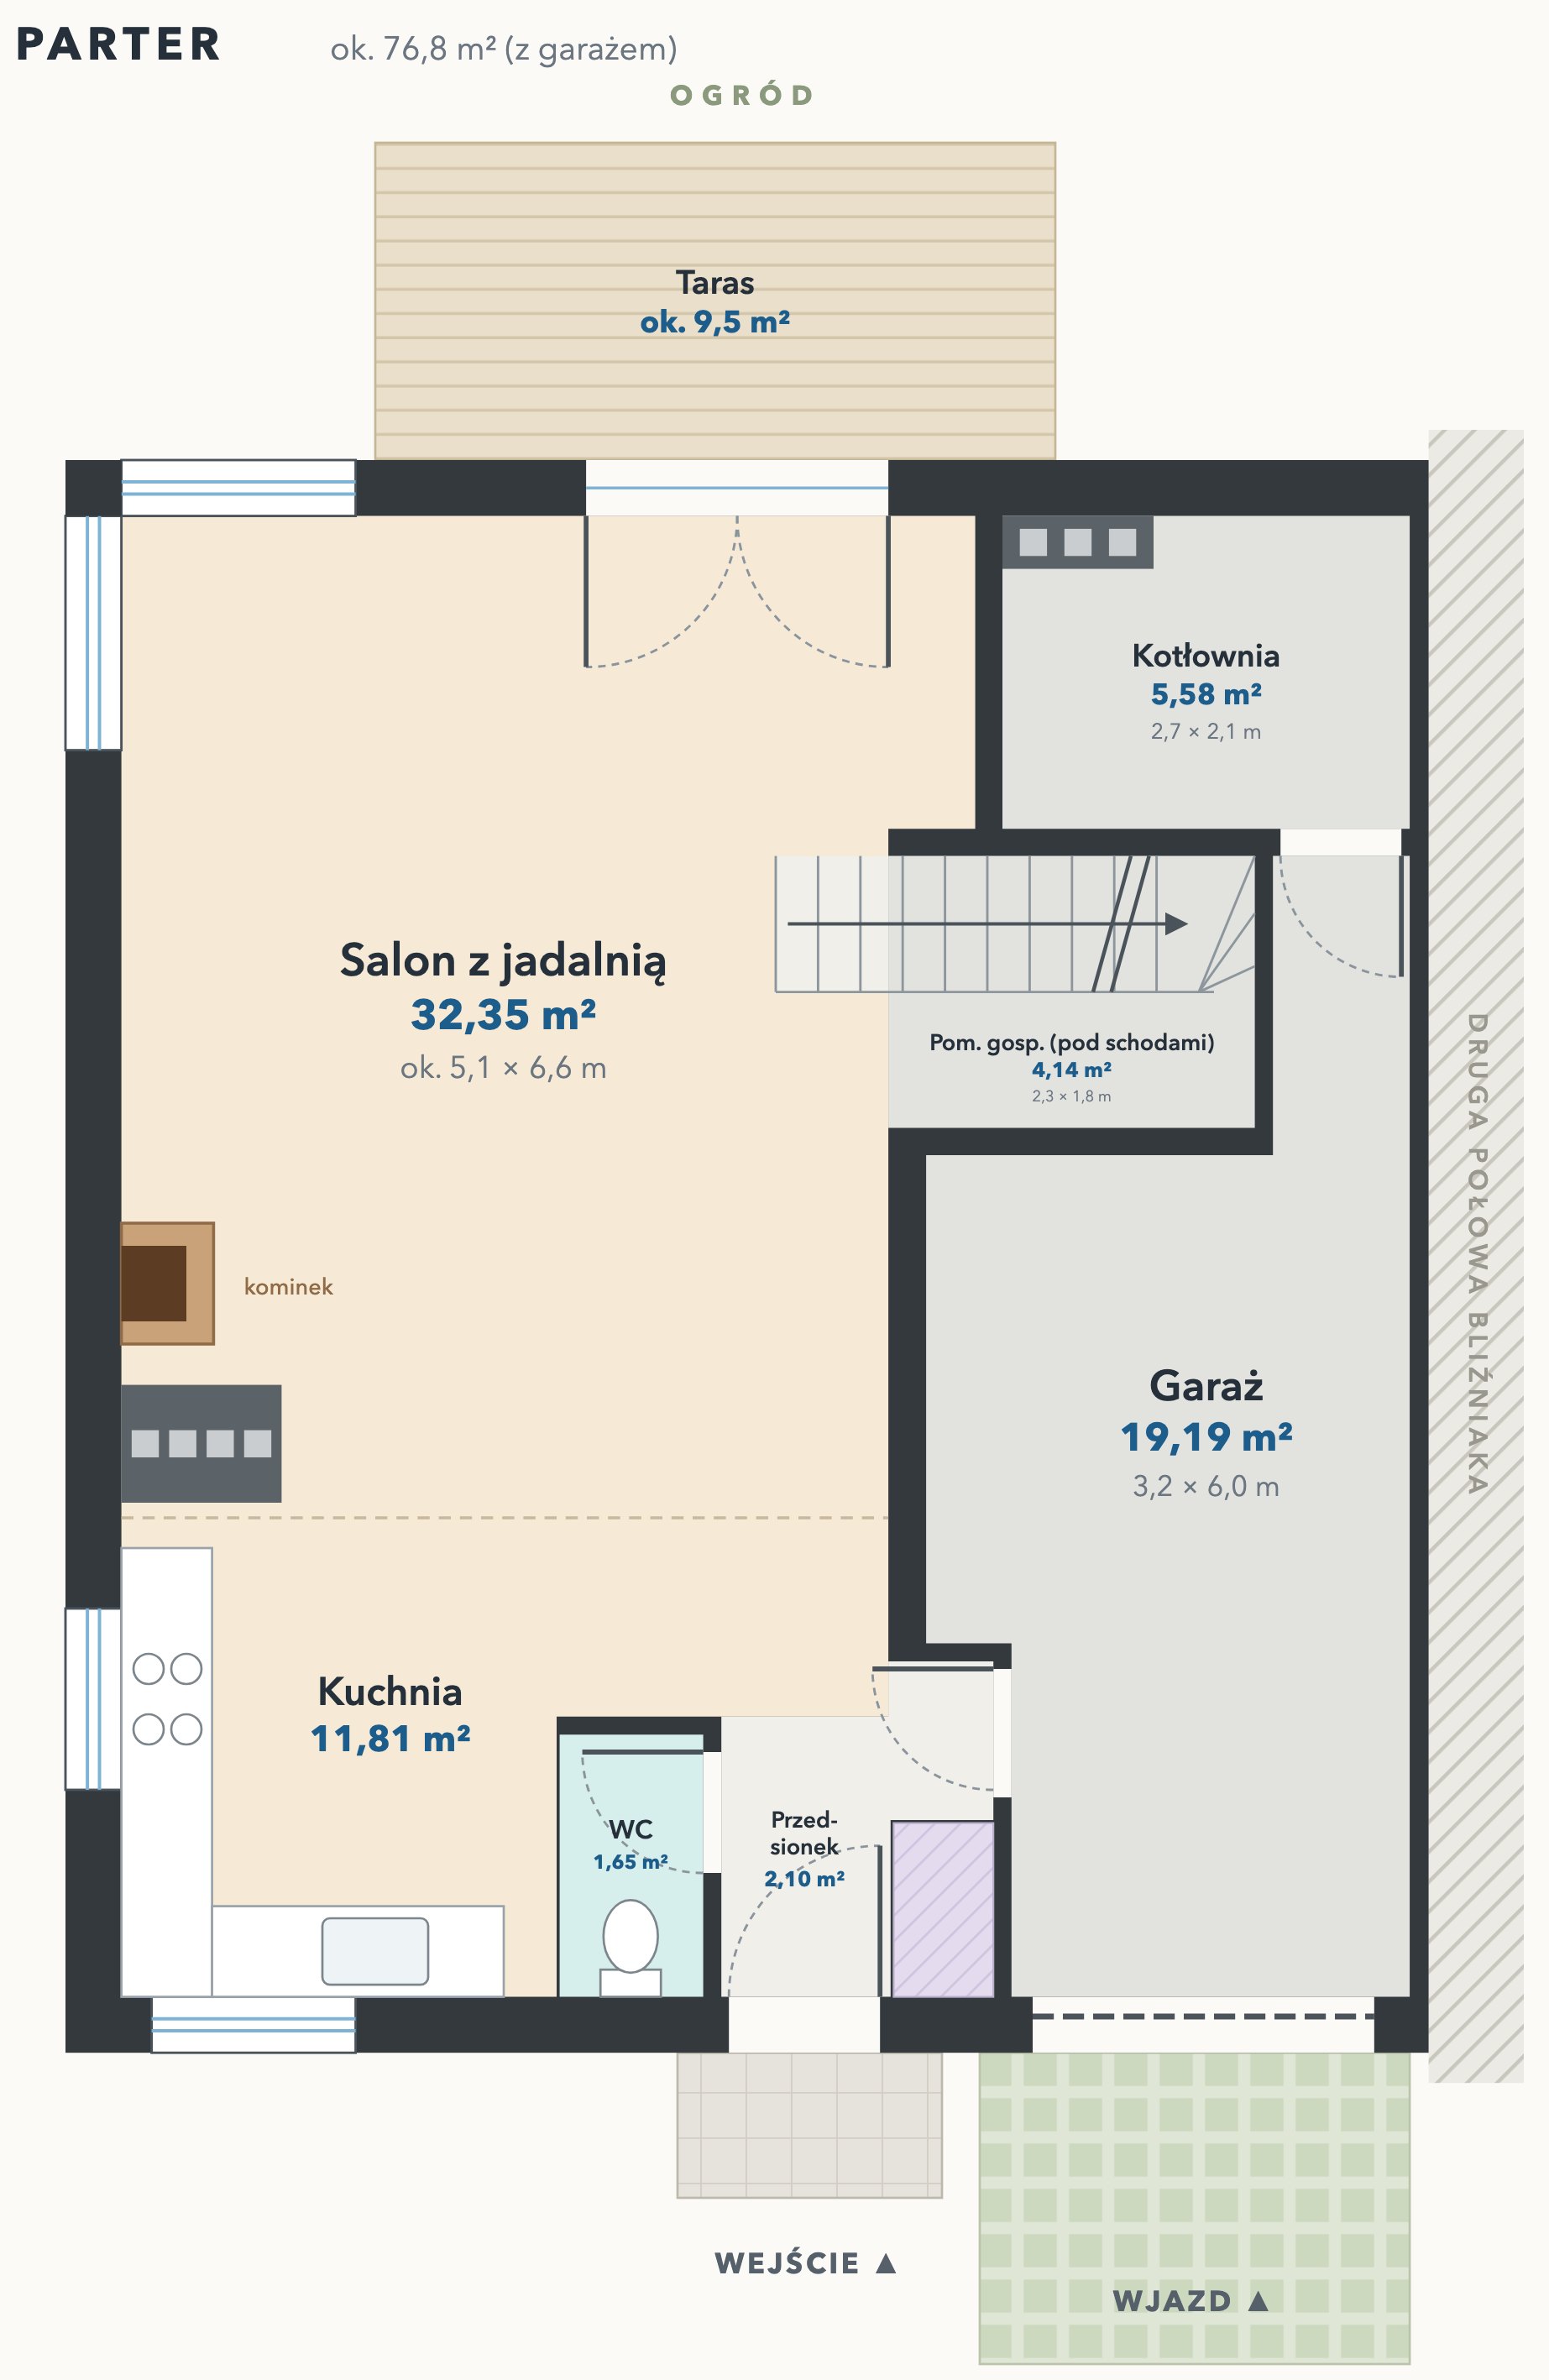 PARTER
ok. 76,8 m² (z garażem)
OGRÓD
Taras
ok. 9,5 m²
Kotłownia
5,58 m²
2,7 × 2,1 m
Salon z jadalnią
32,35 m²
ok. 5,1 × 6,6 m
Pom. gosp. (pod schodami)
4,14 m²
2,3 × 1,8 m
DRUGA POŁOWA BLIŹNIAKA
kominek
Garaż
19,19 m²
3,2 × 6,0 m
Kuchnia
11,81 m²
WC
1,65 m²
Przed-
sionek
2,10 m²
WEJŚCIE ▲
WJAZD ▲